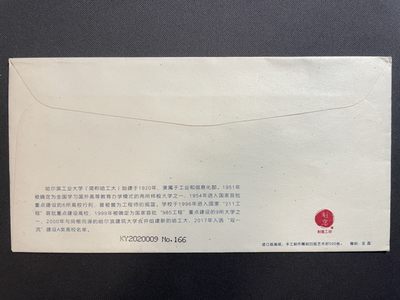 哈尔滨工业大学（简称哈工大）始建于1920年，隶属于工业和信息化部。1951年
被确定为全国学习国外高等教育办学模式的两所样板大学之一，1954年进入国家首批
重点建设的6所高校行列，曾被誉为工程师的摇篮。学校于1996年进入国家“211工
程”首批重点建设高校，1999年被确定为国家首批“985工程”重点建设的9所大学之
一，2000年与同根同源的哈尔滨建筑大学合并组建新的哈工大，2017年入选“双一
流”建设A类高校名单。
KY2020009 No.166